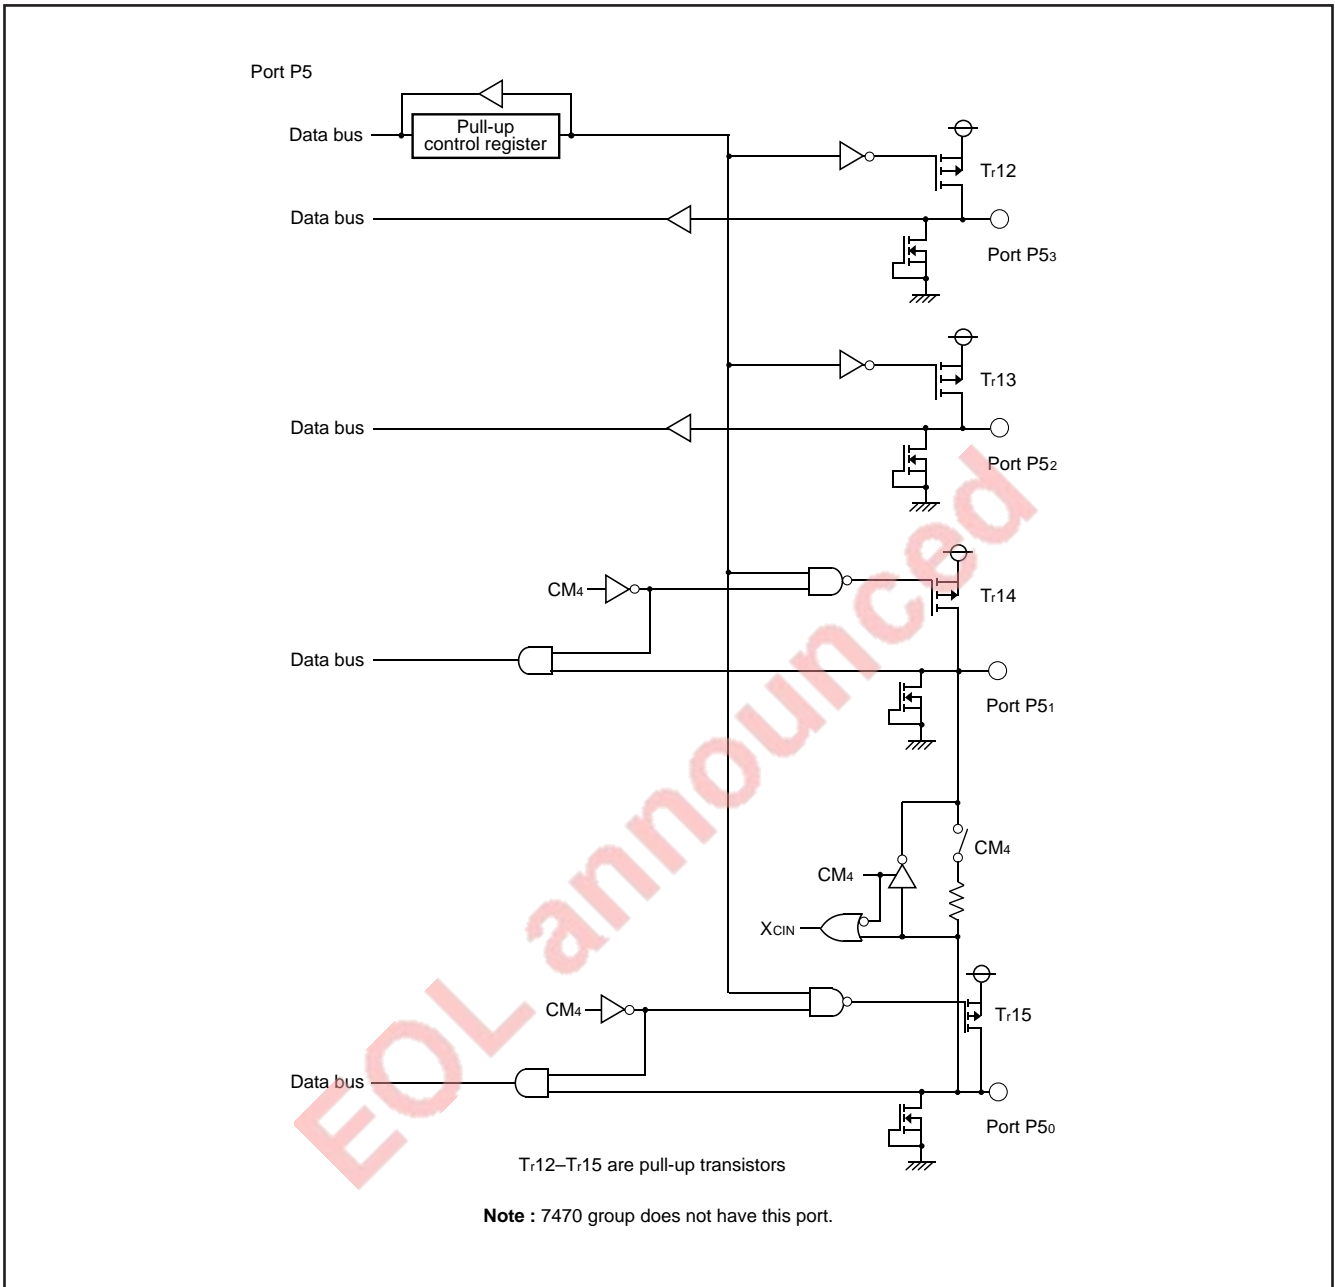 Port P5
Data bus
Pull-up
control register
Tr12
Data bus
Port P53
Tr13
Data bus
Port P52
CM4
Tr14
Data bus
Port P51
CM4
CM4
XCIN
CM4
Tr15
Data bus
Port P50
Tr12–Tr15 are pull-up transistors
Note : 7470 group does not have this port.
EOL announced